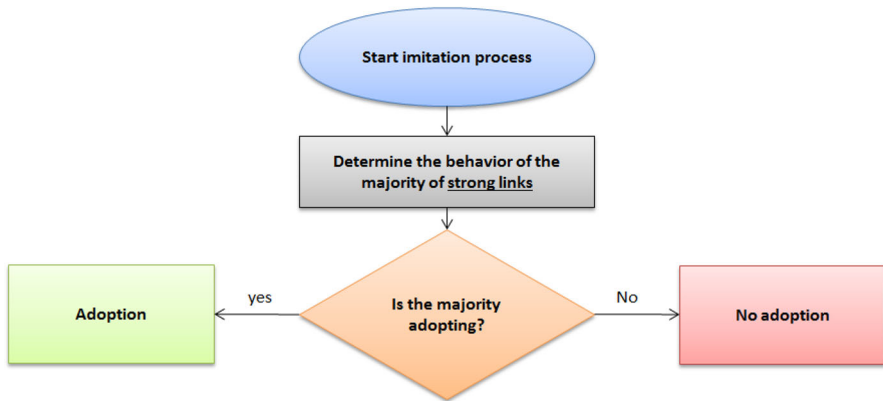 Start imitation process
Determine the behavior of the
majority of strong links
yes
Is the majority
adopting?
No
Adoption
No adoption